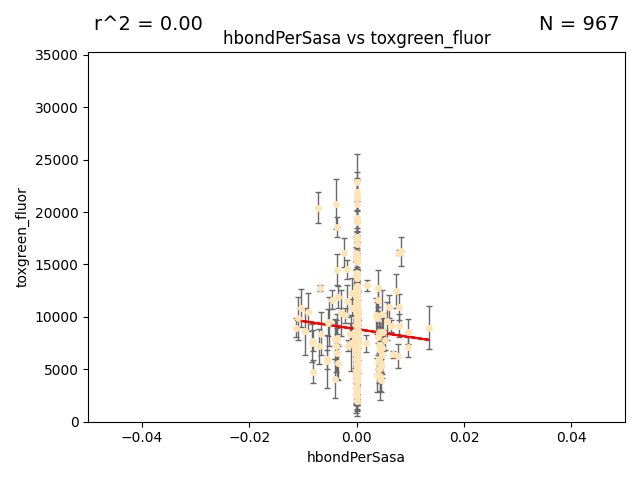 r^2 = 0.00
N = 967
hbondPerSasa vs toxgreen_fluor
35000
30000
25000
20000
15000
10000
5000
0
toxgreen_fluor
−0.04
−0.02
0.00
0.02
0.04
hbondPerSasa